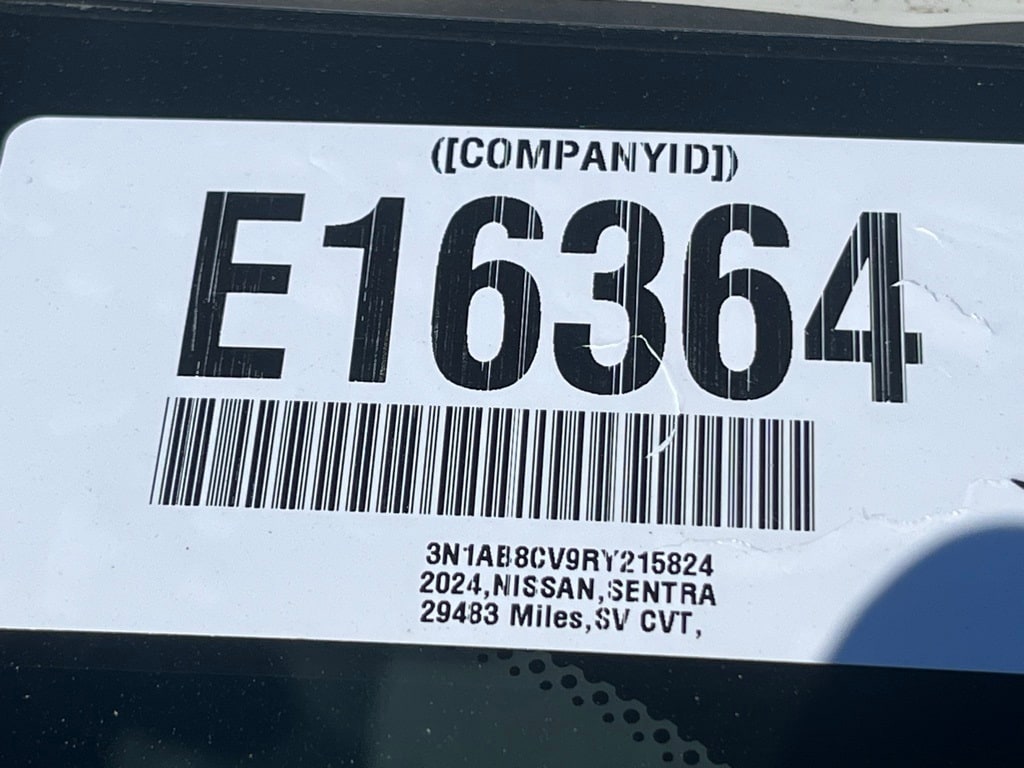 ([COMPANYID])
E16364
3N1AB8CV9RY215824
2024,NISSAN,SENTRA
29483 Miles,SV CVT,